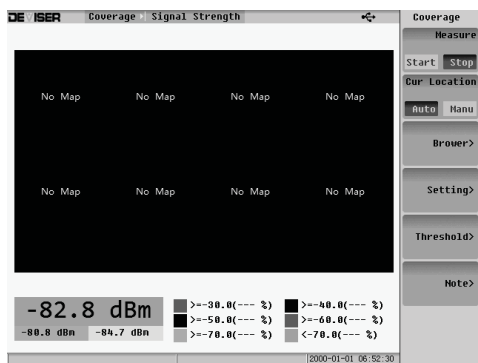 DEVISER Coverage Signal Strength
Coverage
Measure
Start Stop
Cur Location
Auto Manu
Brower>
Setting>
Threshold>
Note>
No Map No Map No Map No Map
No Map No Map No Map No Map
-82.8 dBm
-80.8 dBm -84.7 dBm
>=-30.0(--- %) >=-40.0(--- %)
>=-50.0(--- %) >=-60.0(--- %)
>=-70.0(--- %) <-70.0(--- %)
2000-01-01 06:52:30